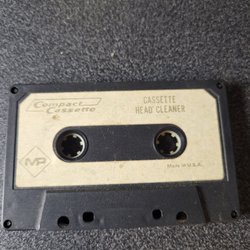 Compact
Cassette
CASSETTE
HEAD CLEANER
MP
Made in U.S.A.